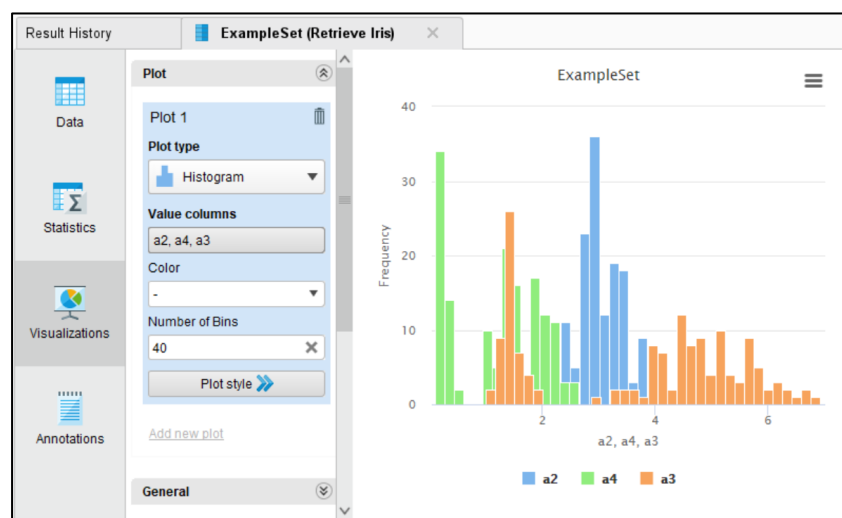 Result History
ExampleSet (Retrieve Iris)
Data
Statistics
Visualizations
Annotations
Plot
Plot 1
Plot type
Histogram
Value columns
a2, a4, a3
Color
-
Number of Bins
40
Plot style
Add new plot
General
ExampleSet
Frequency
40
30
20
10
0
2 4 6
a2, a4, a3
a2 a4 a3